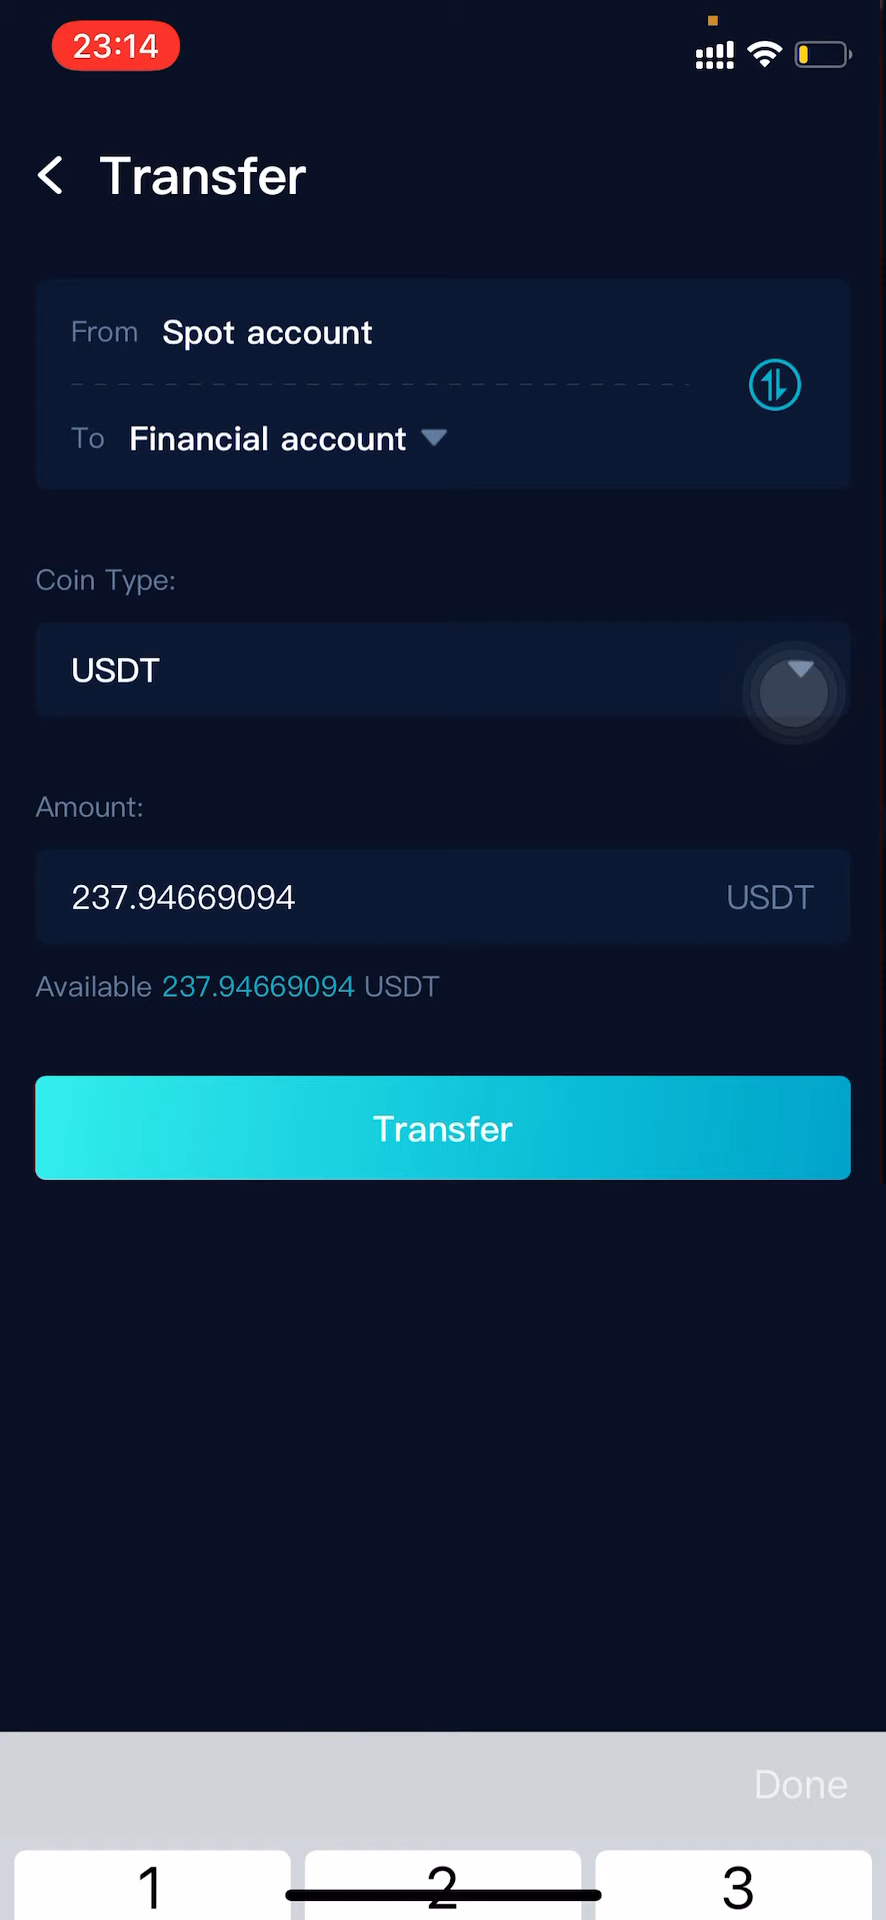 23:14
Transfer
From Spot account
To Financial account
Coin Type:
USDT
Amount:
237.94669094 USDT
Available 237.94669094 USDT
Transfer
Done
1 2 3